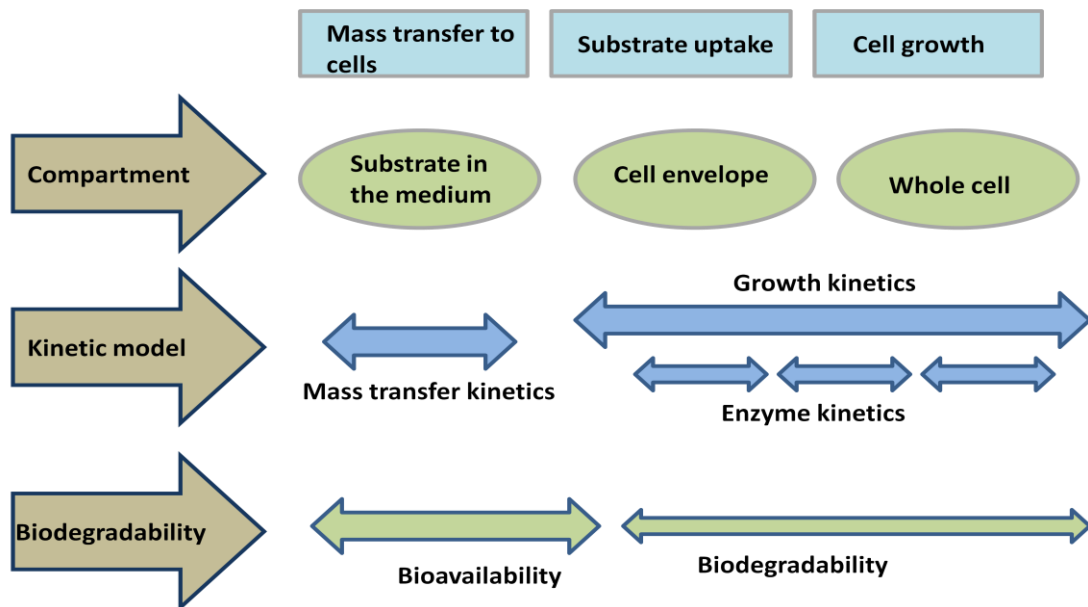 Mass transfer to
cells
Substrate uptake
Cell growth
Compartment
Substrate in
the medium
Cell envelope
Whole cell
Kinetic model
Growth kinetics
Mass transfer kinetics
Enzyme kinetics
Biodegradability
Bioavailability
Biodegradability